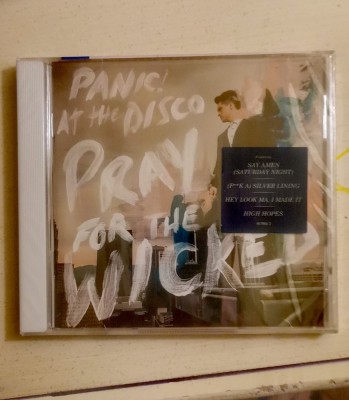 PANIC!
AT THE DISCO
PRAY
FOR THE
WICKED
SAY AMEN
(SATURDAY NIGHT)
(F**K A) SILVER LINING
HEY LOOK MA, I MADE IT
HIGH HOPES